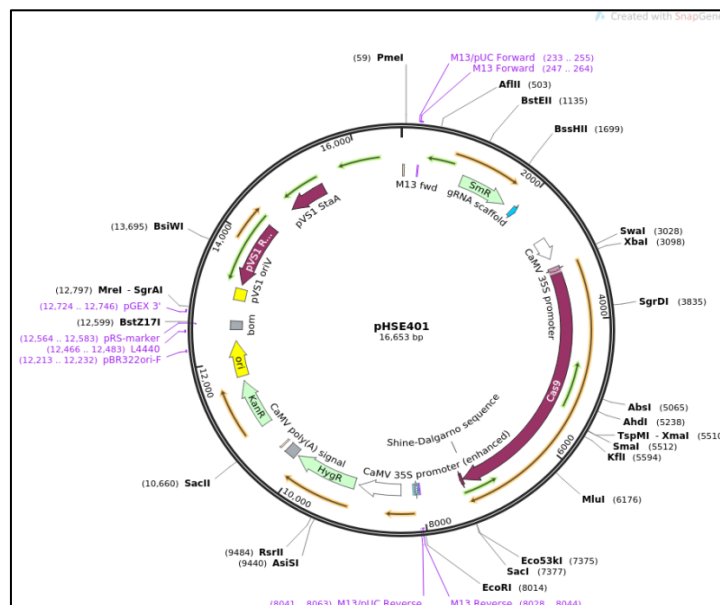 Created with SnapGene
(59) PmeI
M13/pUC Forward (233 .. 255)
M13 Forward (247 .. 264)
AflII (503)
BstEII (1135)
BssHII (1699)
SwaI (3028)
XbaI (3098)
SgrDI (3835)
AbsI (5065)
AhdI (5238)
TspMI - XmaI (5510
SmaI (5512)
KflI (5594)
MluI (6176)
Eco53kI (7375)
SacI (7377)
EcoRI (8014)
M13 Reverse (8028 .. 8044)
(8041 .. 8063) M13/pUC Reverse
(9440) AsiSI
(9484) RsrII
(10,660) SacII
(12,213 .. 12,232) pBR322ori-F
(12,466 .. 12,483) L4440
(12,564 .. 12,583) pRS-marker
(12,599) BstZ17I
(12,724 .. 12,746) pGEX 3'
(12,797) MreI - SgrAI
(13,695) BsiWI
2000
4000
6000
8000
10,000
12,000
14,000
16,000
M13 fwd
SmR
gRNA scaffold
CaMV 35S promoter
Cas9
Shine-Dalgarno sequence
CaMV 35S promoter (enhanced)
HygR
CaMV poly(A) signal
KanR
ori
bom
pVS1 oriV
pVS1 R...
pVS1 StaA
pHSE401
16,653 bp